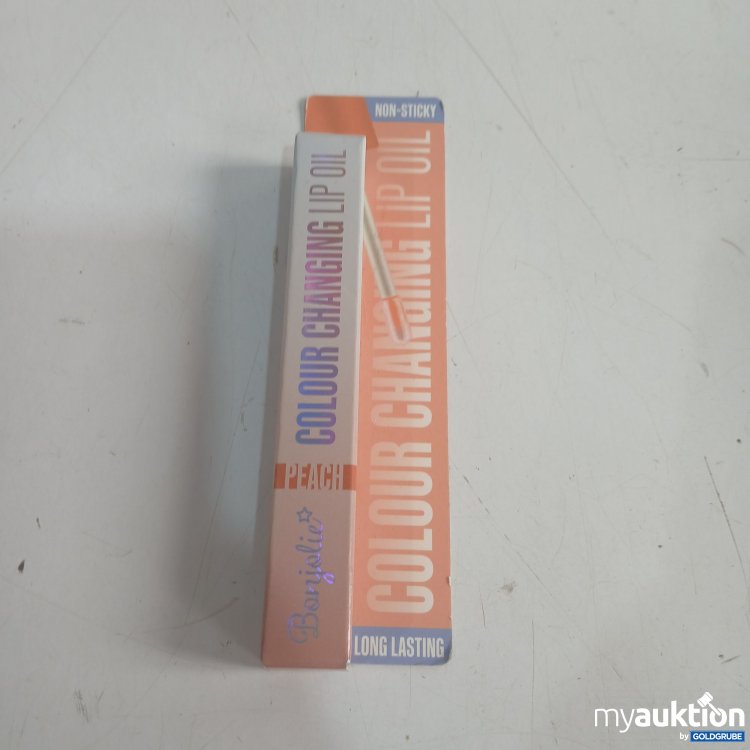 NON-STICKY
COLOUR CHANGING LIP OIL
COLOUR CHANGING LIP OIL
PEACH
Bonjolie
LONG LASTING
myauktion
by GOLDGRUBE